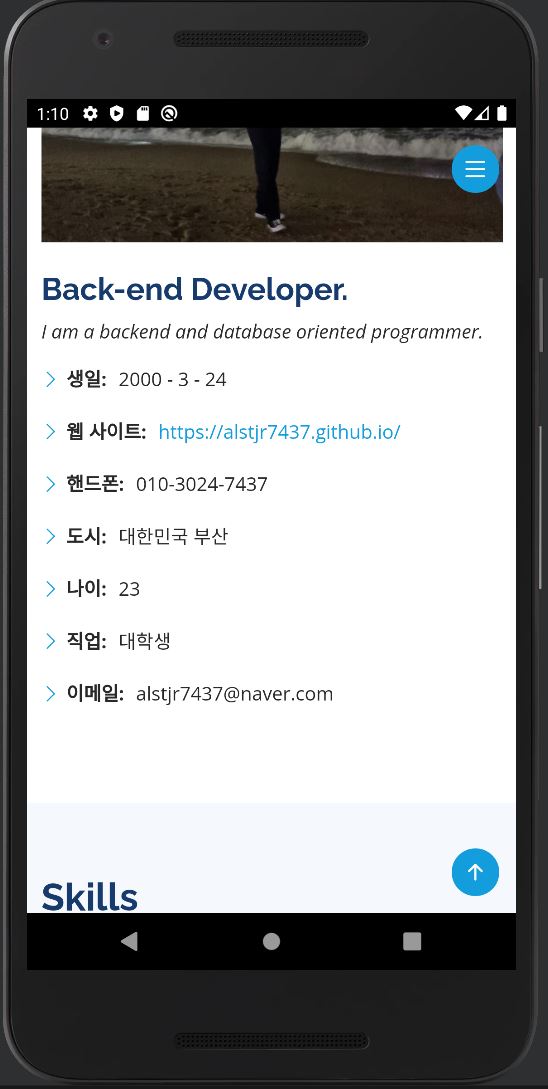 1:10
Back-end Developer.
I am a backend and database oriented programmer.
생일: 2000 - 3 - 24
웹 사이트: https://alstjr7437.github.io/
핸드폰: 010-3024-7437
도시: 대한민국 부산
나이: 23
직업: 대학생
이메일: alstjr7437@naver.com
Skills